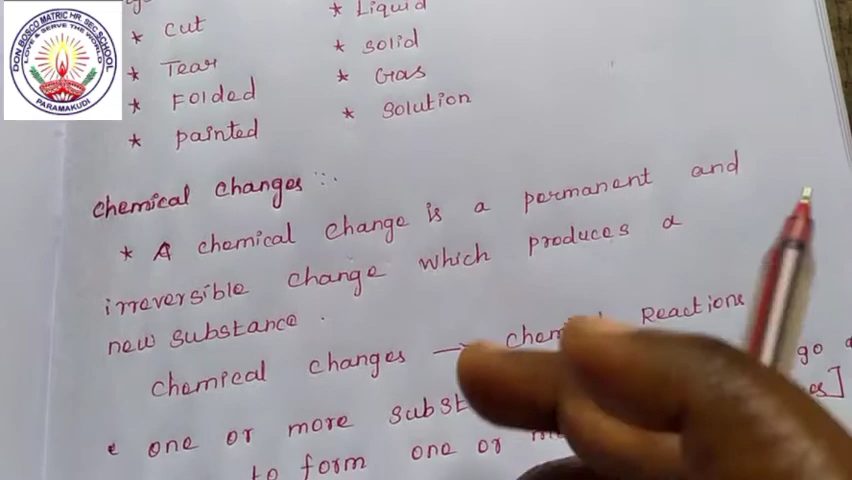 DON BOSCO MATRIC HR. SEC SCHOOL
LOVE & SERVE THE WORLD
PARAMAKUDI
* Cut * Liquid
* Tear * Solid
* Folded * Gas
* Painted * Solution
Chemical Changes :-
* A chemical change is a permanent and
irreversible change which produces a
new substance.
Chemical changes → Reactions
one or more go
to form one or